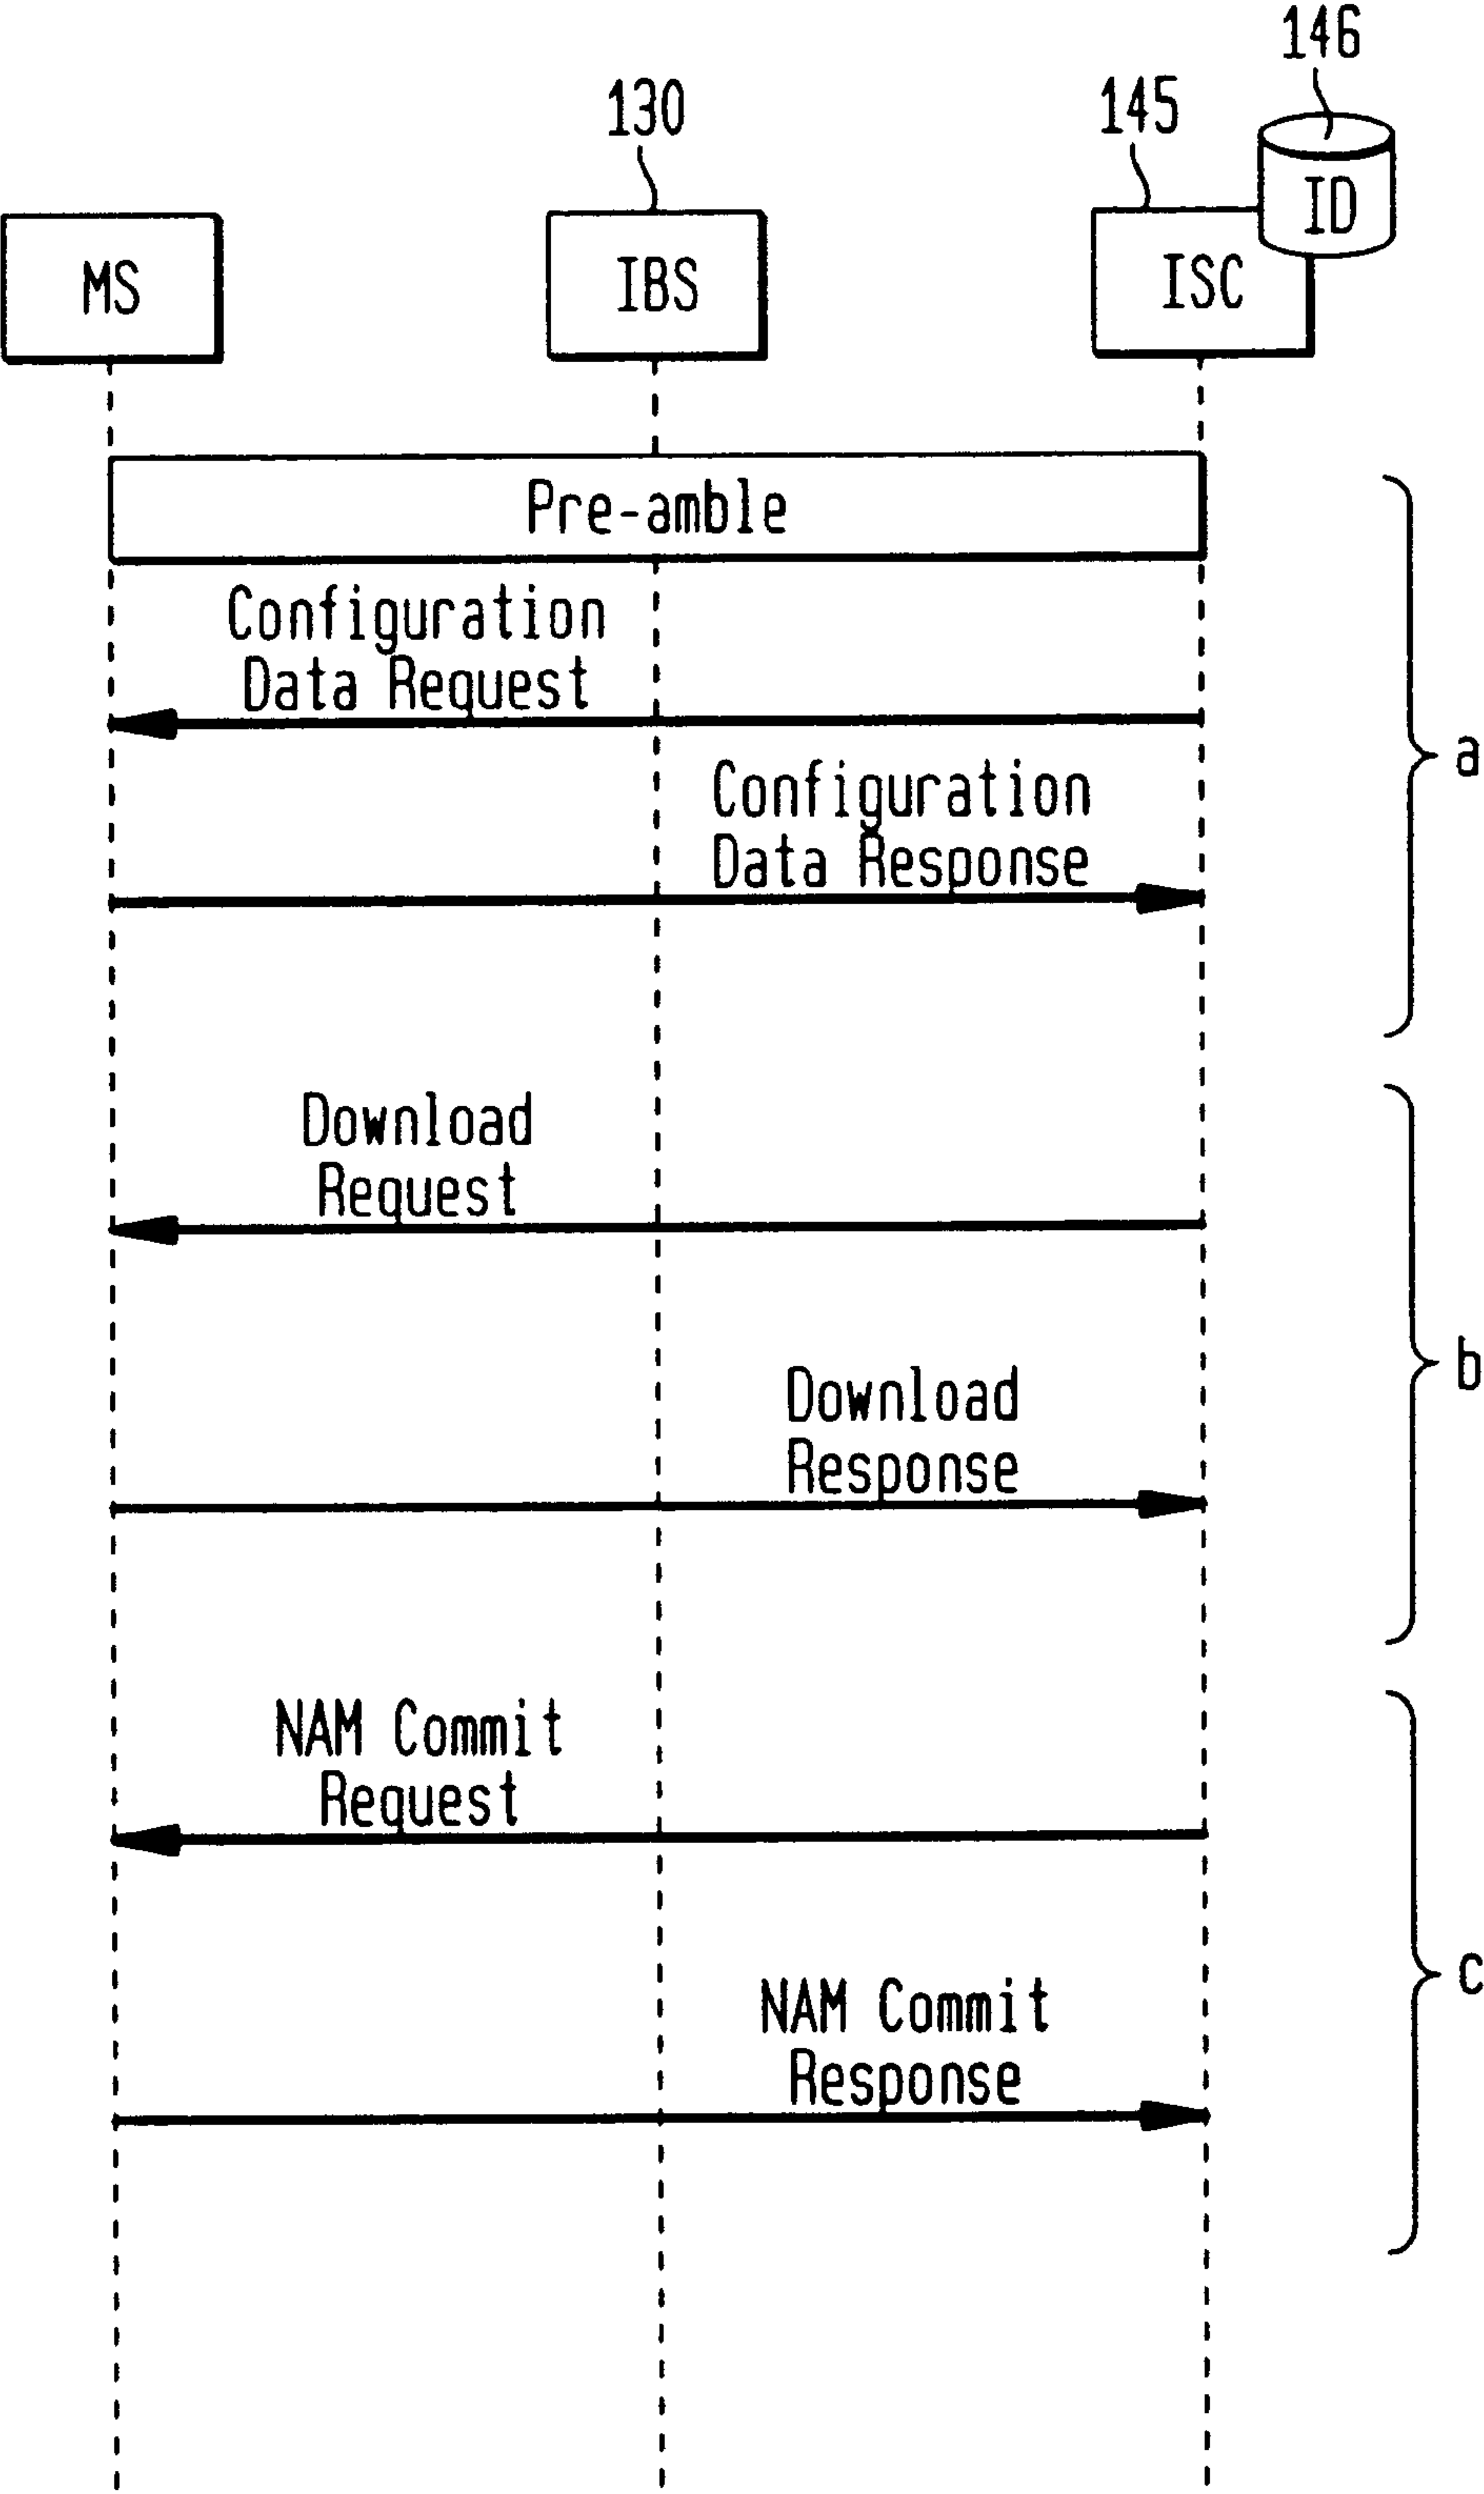 146
130
145
ID
MS
IBS
ISC
Pre-amble
Configuration
Data Request
a
Configuration
Data Response
Download
Request
b
Download
Response
NAM Commit
Request
c
NAM Commit
Response